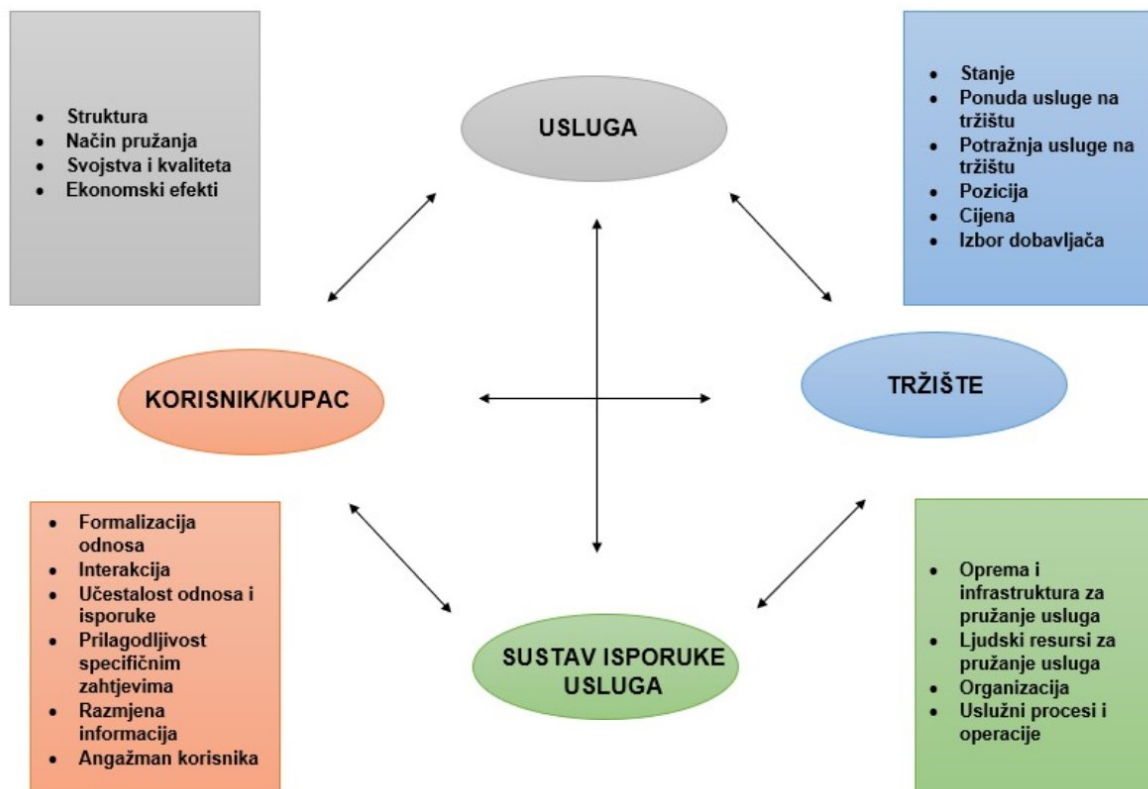 • Struktura
• Način pružanja
• Svojstva i kvaliteta
• Ekonomski efekti
USLUGA
• Stanje
• Ponuda usluge na
tržištu
• Potražnja usluge na
tržištu
• Pozicija
• Cijena
• Izbor dobavljača
KORISNIK/KUPAC
TRŽIŠTE
• Formalizacija
odnosa
• Interakcija
• Učestalost odnosa i
isporuke
• Prilagodljivost
specifičnim
zahtjevima
• Razmjena
informacija
• Angažman korisnika
SUSTAV ISPORUKE
USLUGA
• Oprema i
infrastruktura za
pružanje usluga
• Ljudski resursi za
pružanje usluga
• Organizacija
• Uslužni procesi i
operacije